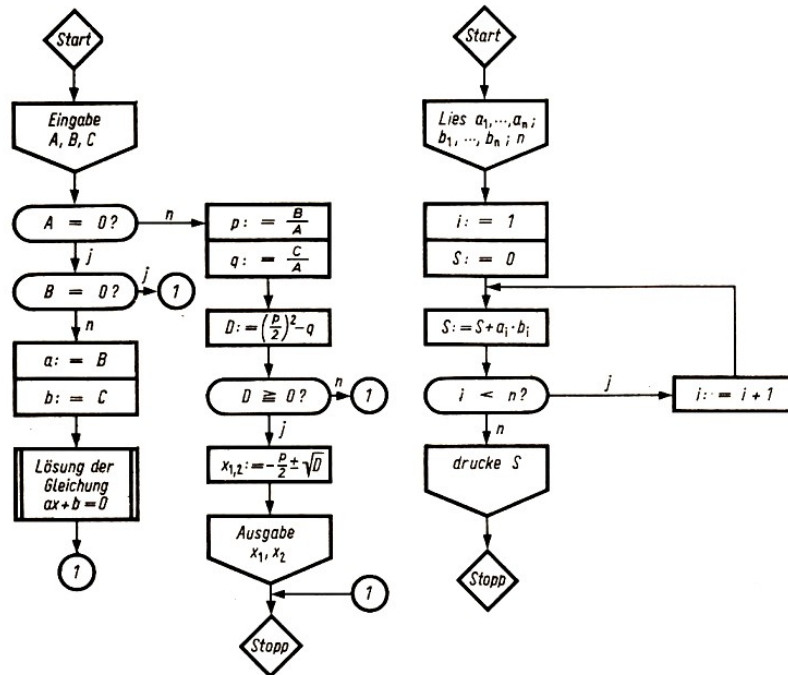 Start
Eingabe
A, B, C
A = 0?
n
j
B = 0?
j
1
n
a: = B
b: = C
Lösung der
Gleichung
ax+b=0
1
p: = B/A
q: = C/A
D:=(p/2)²-q
D ≧ 0?
n
1
j
x₁,₂:=-p/2±√D
Ausgabe
x₁, x₂
1
Stopp
Start
Lies a₁,···,aₙ;
b₁, ···, bₙ; n
i: = 1
S: = 0
S:=S+aᵢ·bᵢ
i < n?
j
i: = i+1
n
drucke S
Stopp